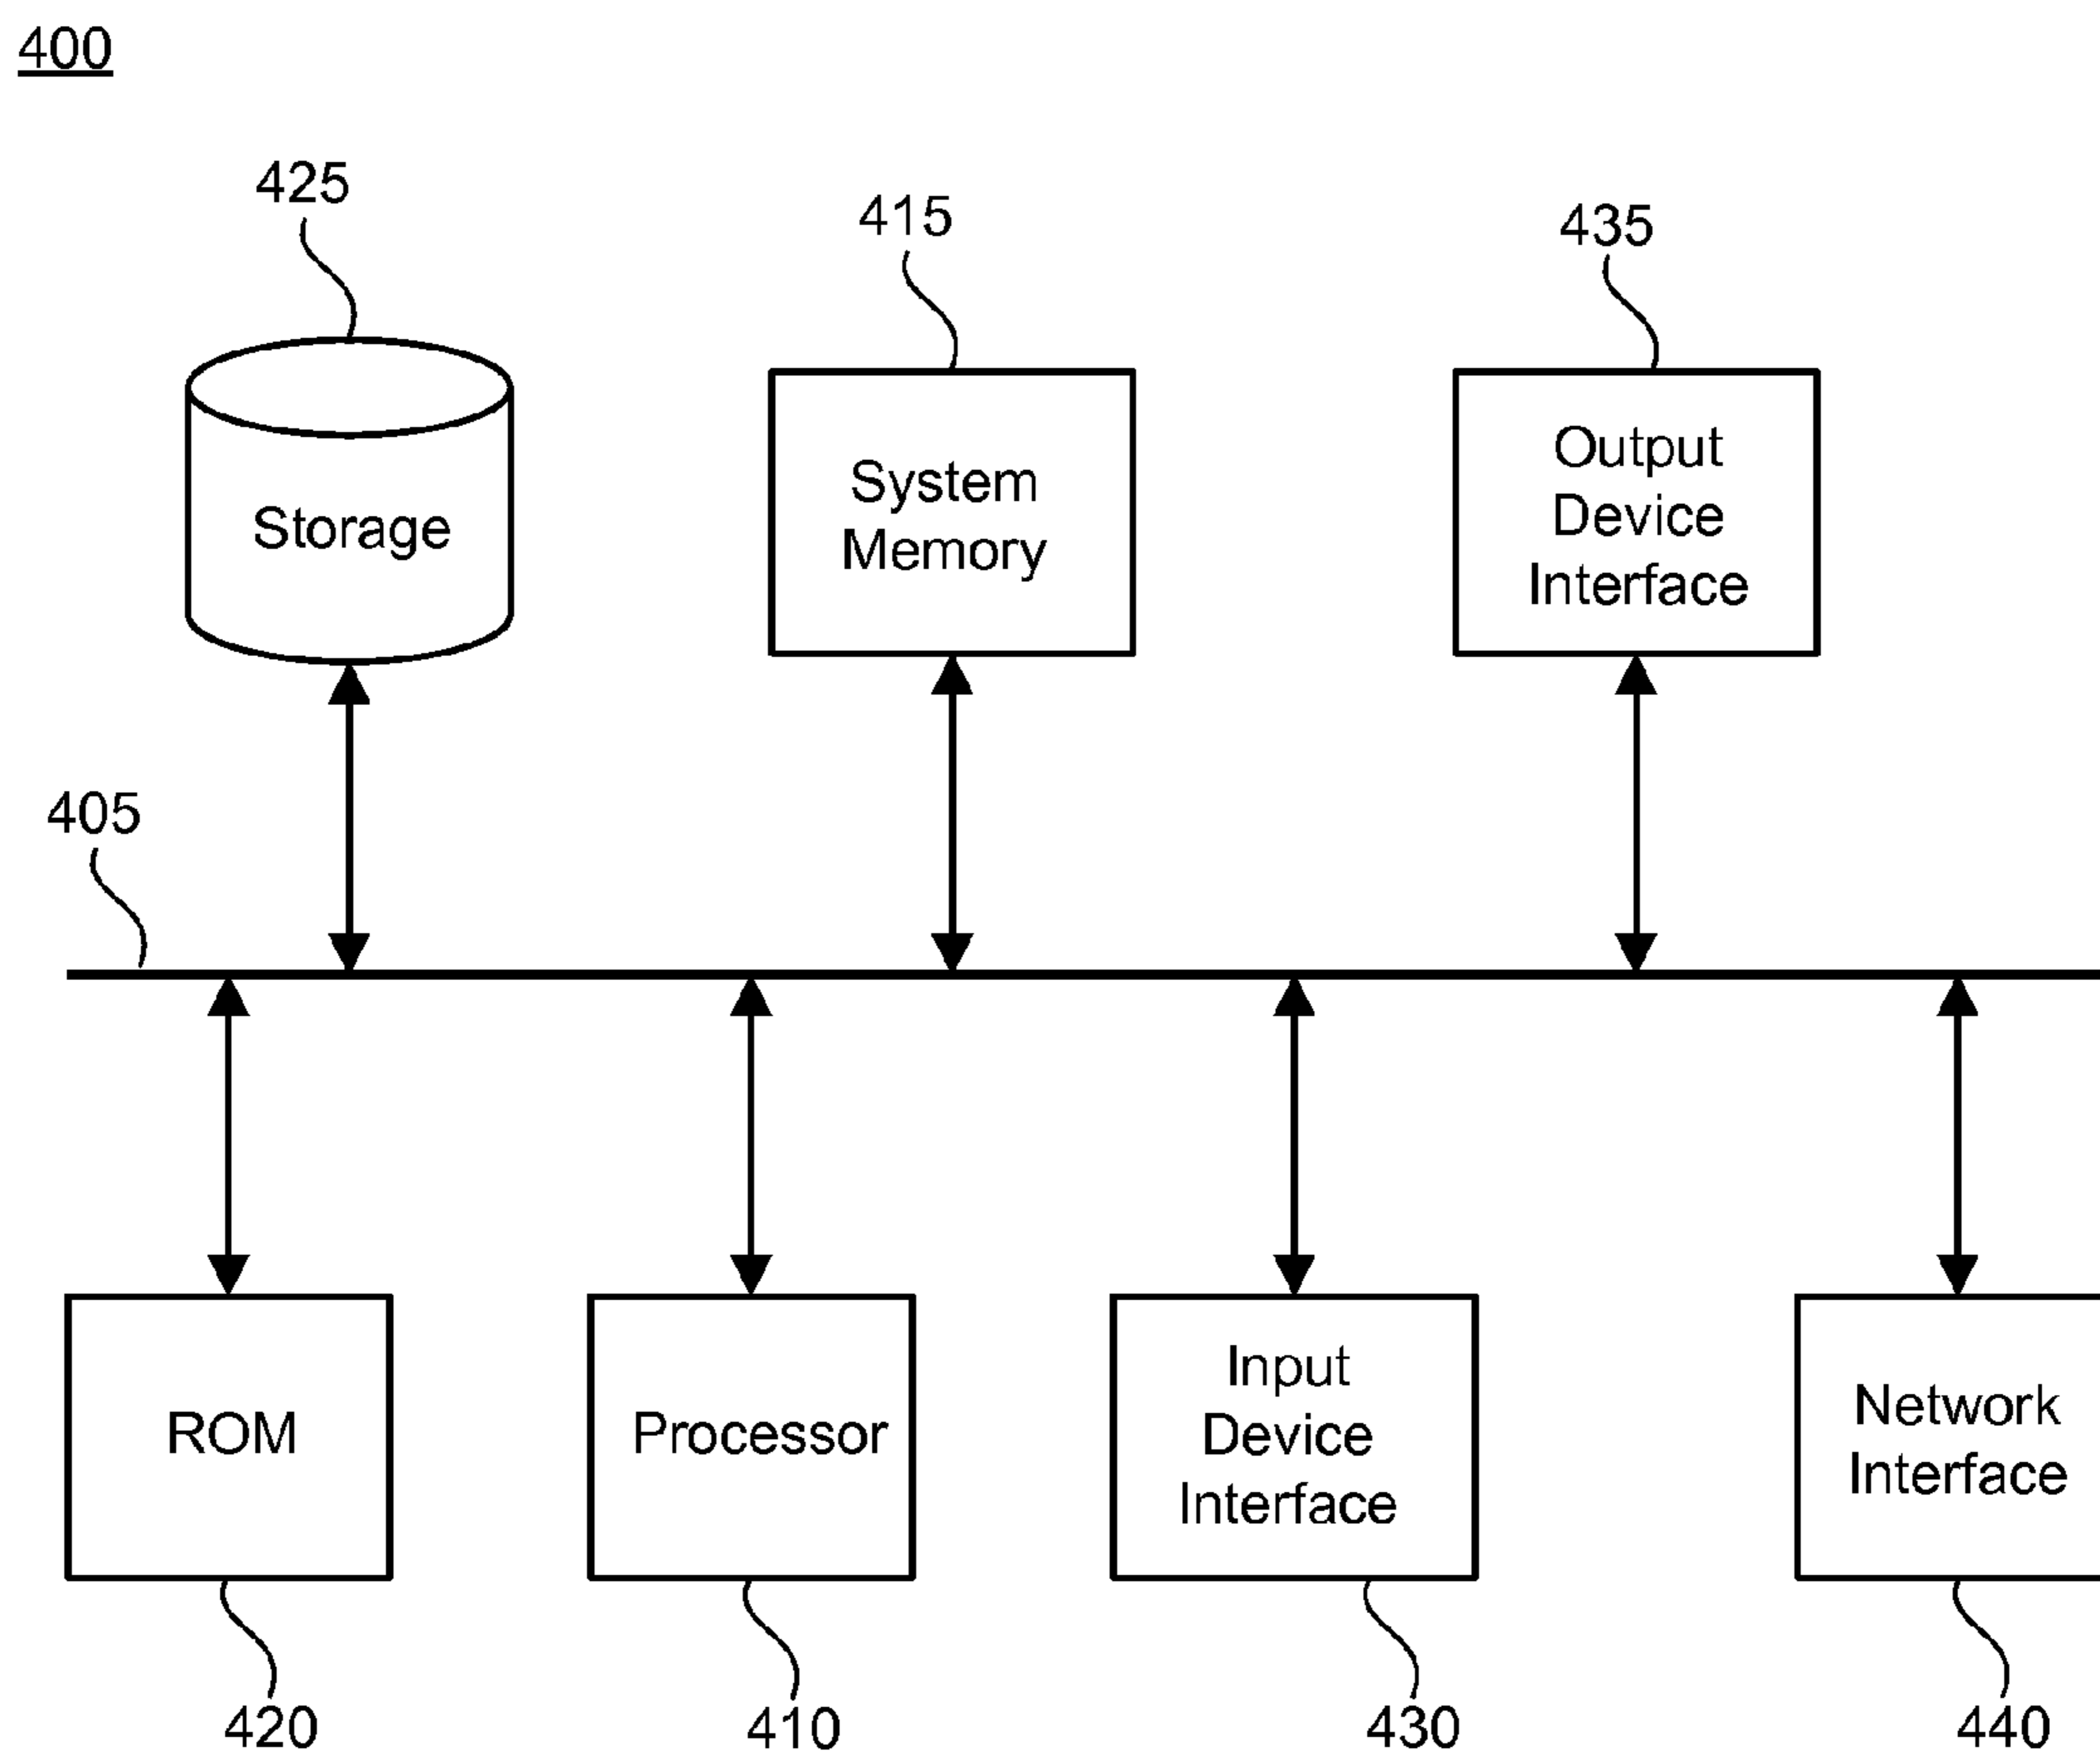 400
425
415
435
Storage
System
Memory
Output
Device
Interface
405
ROM
Processor
Input
Device
Interface
Network
Interface
420
410
430
440